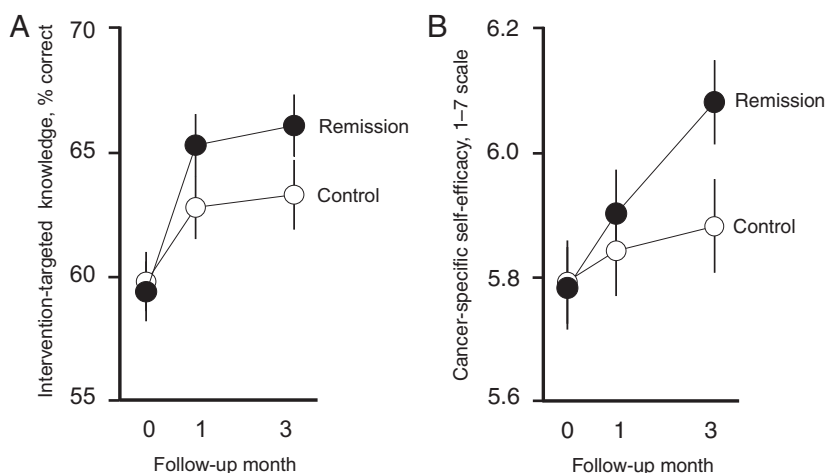 A
Intervention-targeted knowledge, % correct
70
65
60
55
Remission
Control
0 1 3
Follow-up month
B
Cancer-specific self-efficacy, 1–7 scale
6.2
6.0
5.8
5.6
Remission
Control
0 1 3
Follow-up month